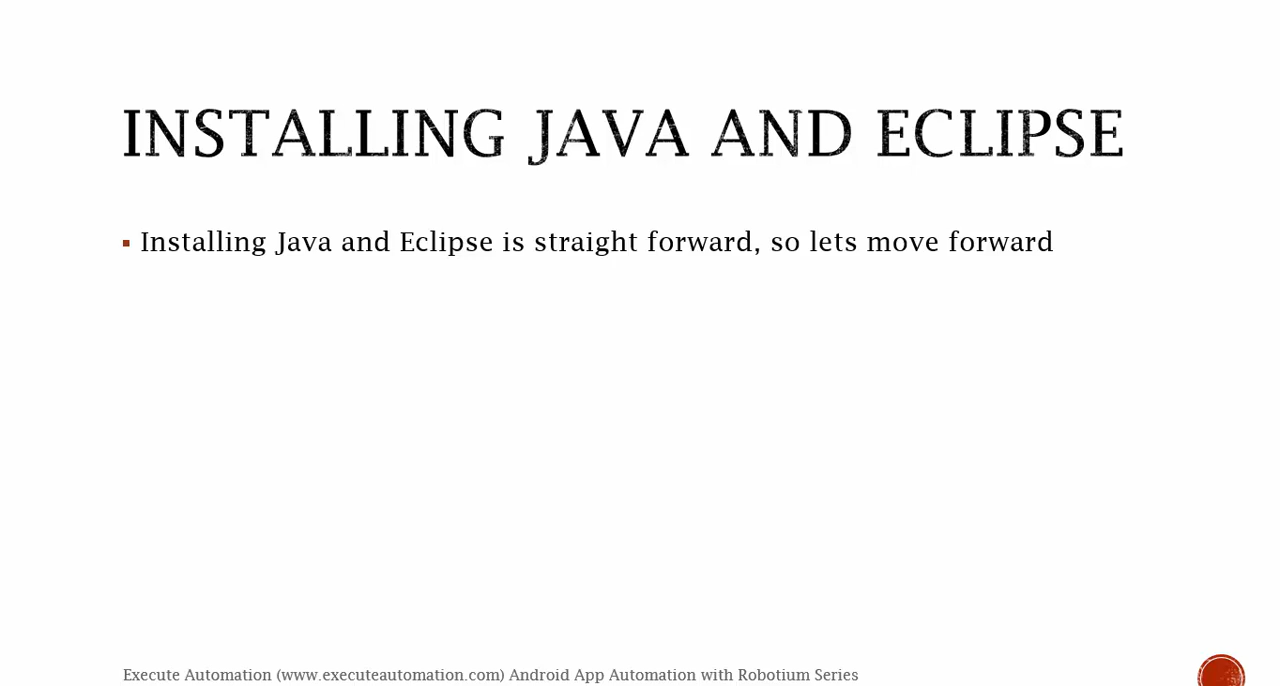 INSTALLING JAVA AND ECLIPSE
Installing Java and Eclipse is straight forward, so lets move forward
Execute Automation (www.executeautomation.com) Android App Automation with Robotium Series